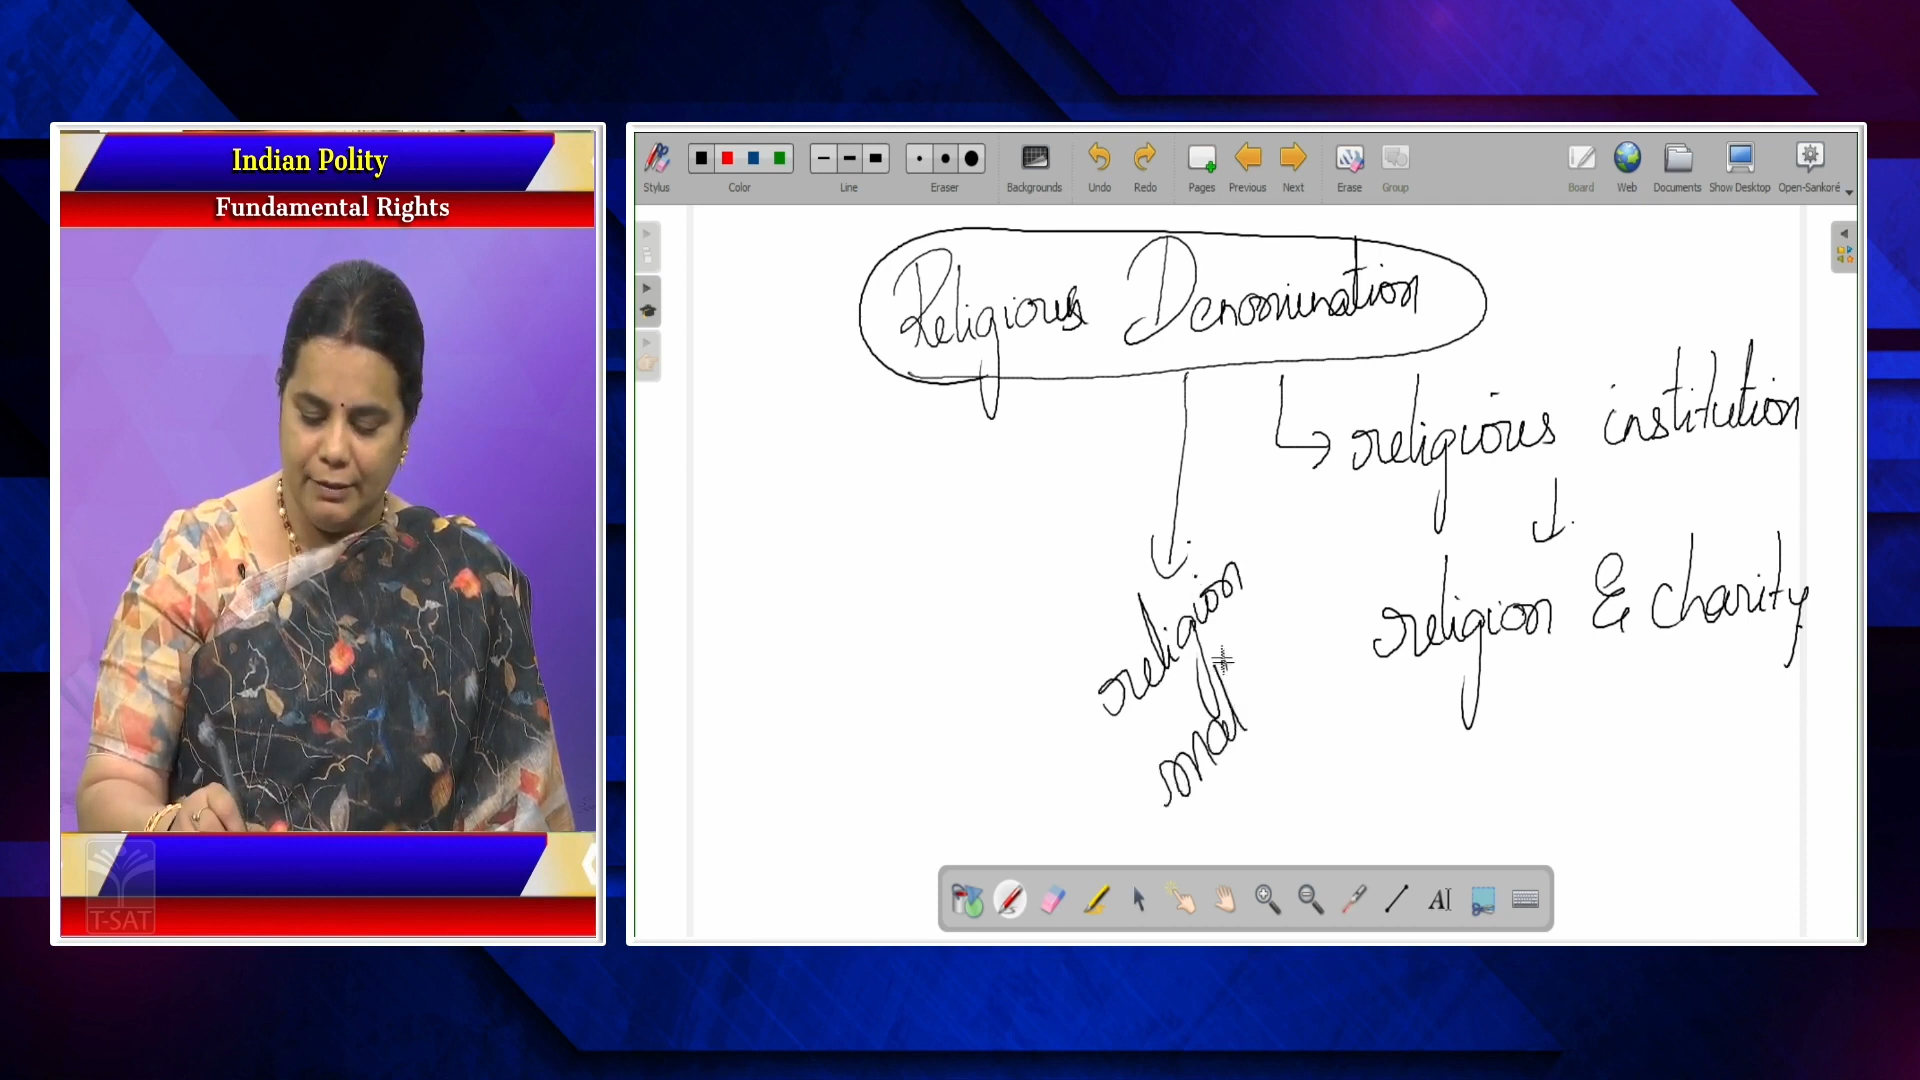 Indian Polity
Fundamental Rights
Stylus
Color
Line
Eraser
Backgrounds
Undo
Redo
Pages
Previous
Next
Erase
Group
Board
Web
Documents
Show Desktop
Open-Sankoré
Religious Denomination
religious institution
religion & charity
religion
T-SAT